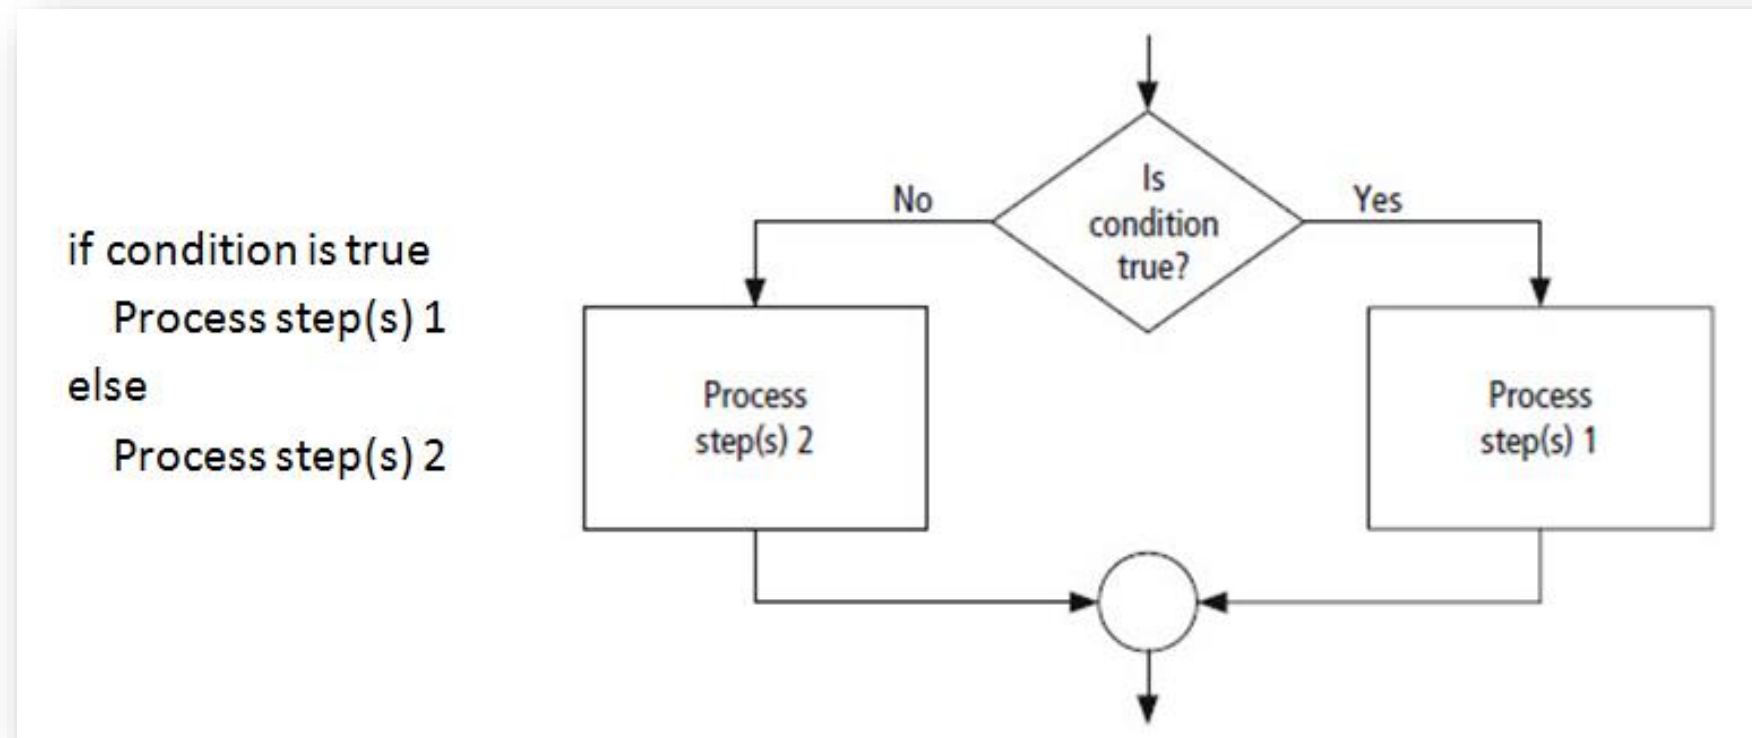 if condition is true
Process step(s) 1
else
Process step(s) 2
Is
condition
true?
No
Yes
Process
step(s) 2
Process
step(s) 1